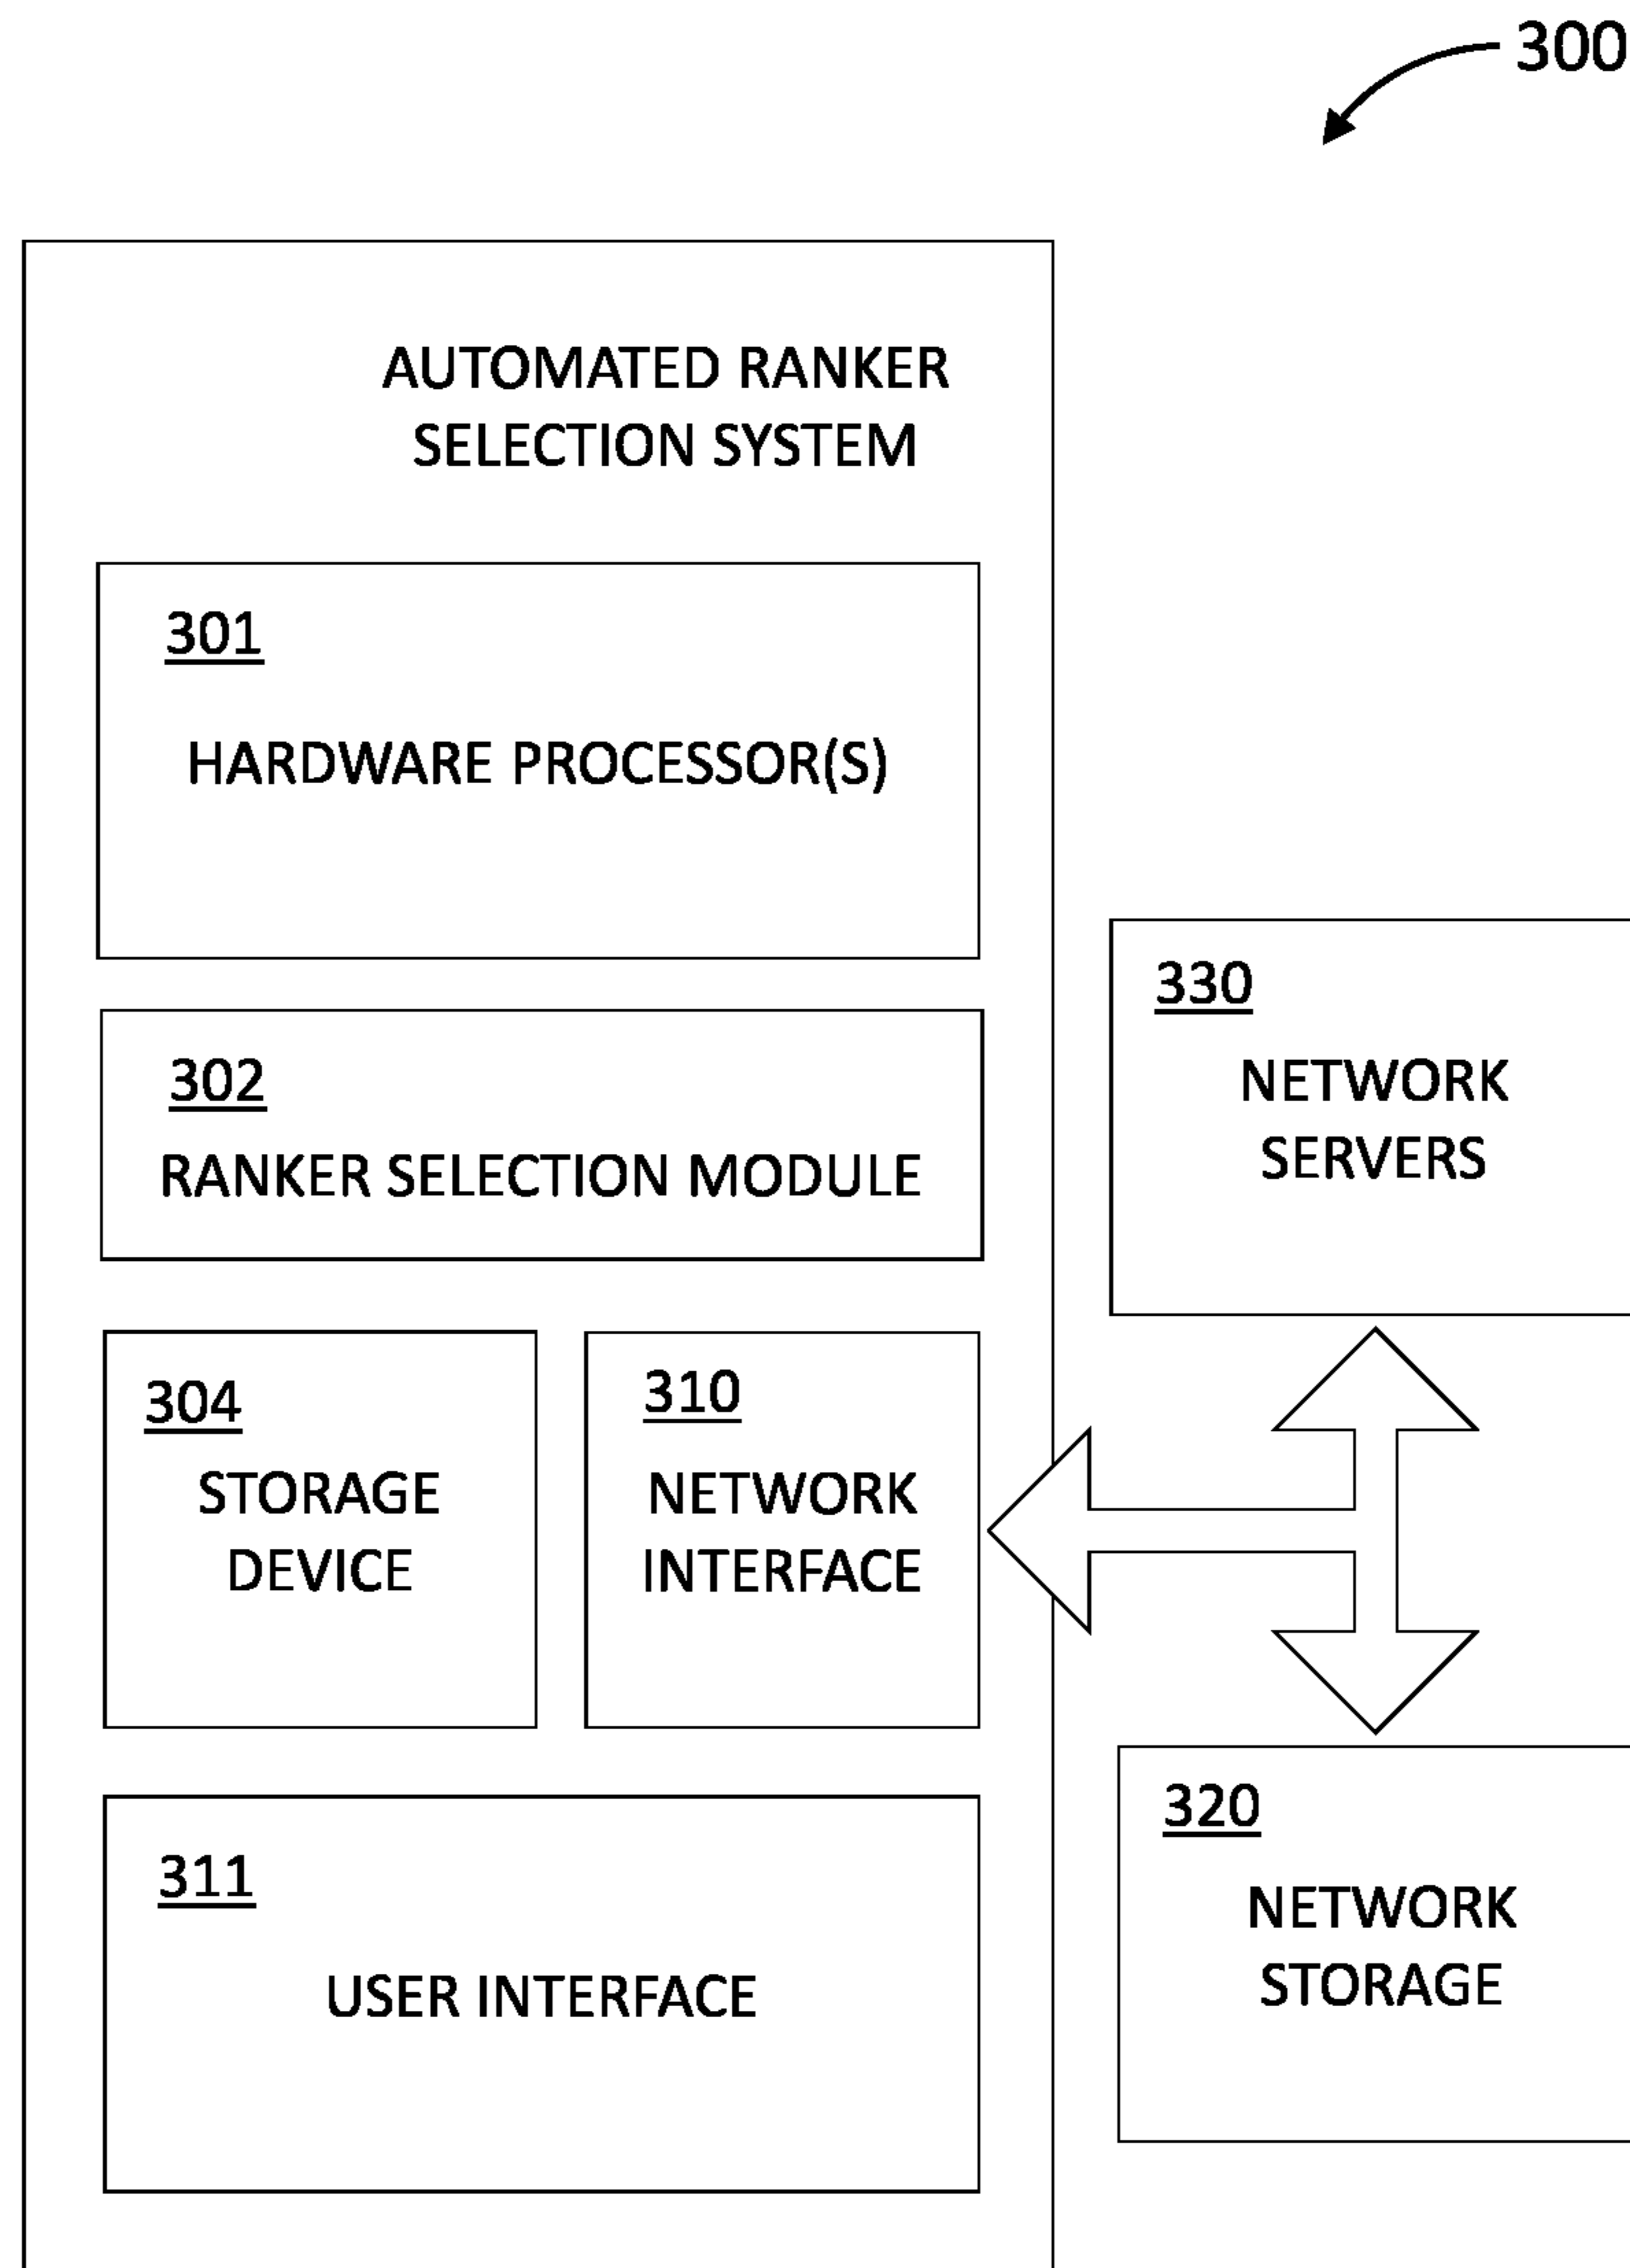 300
AUTOMATED RANKER
SELECTION SYSTEM
301
HARDWARE PROCESSOR(S)
302
RANKER SELECTION MODULE
304
STORAGE
DEVICE
310
NETWORK
INTERFACE
311
USER INTERFACE
330
NETWORK
SERVERS
320
NETWORK
STORAGE